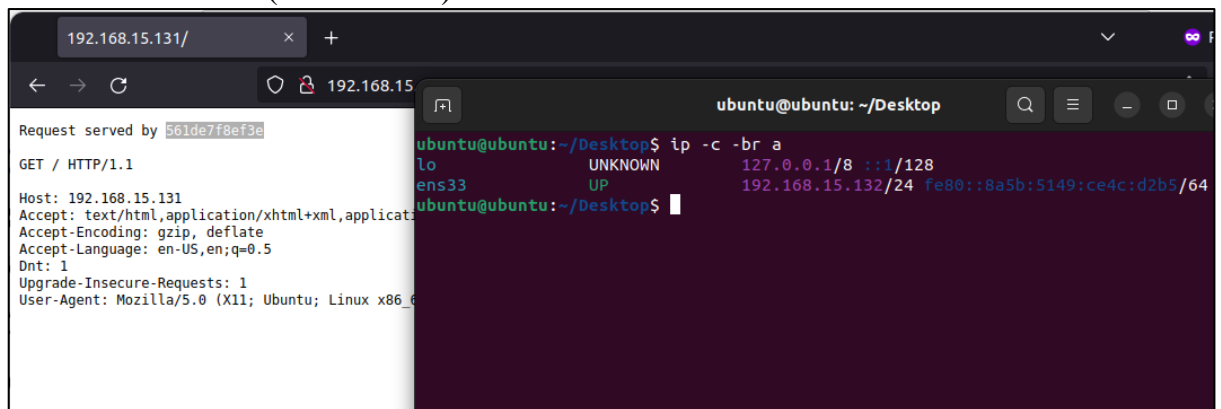 192.168.15.131/
192.168.15
Request served by 561de7f8ef3e
GET / HTTP/1.1
Host: 192.168.15.131
Accept: text/html,application/xhtml+xml,applicati
Accept-Encoding: gzip, deflate
Accept-Language: en-US,en;q=0.5
Dnt: 1
Upgrade-Insecure-Requests: 1
User-Agent: Mozilla/5.0 (X11; Ubuntu; Linux x86_6
ubuntu@ubuntu: ~/Desktop
ubuntu@ubuntu:~/Desktop$ ip -c -br a
lo UNKNOWN 127.0.0.1/8 ::1/128
ens33 UP 192.168.15.132/24 fe80::8a5b:5149:ce4c:d2b5/64
ubuntu@ubuntu:~/Desktop$